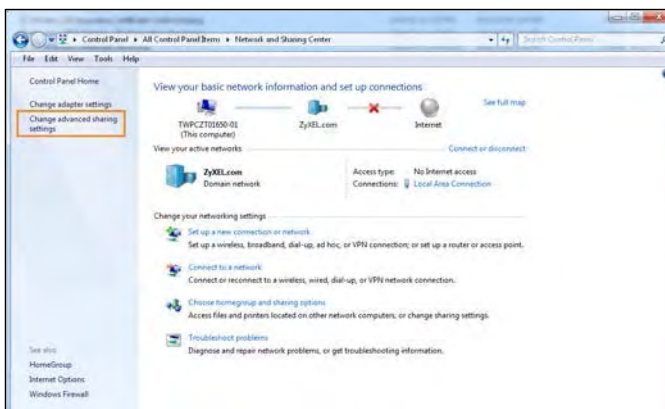 Control Panel ▸ All Control Panel Items ▸ Network and Sharing Center
Search Control Panel
File Edit View Tools Help
Control Panel Home
Change adapter settings
Change advanced sharing
settings
See also
HomeGroup
Internet Options
Windows Firewall
View your basic network information and set up connections
See full map
TWPCZT01650-01
(This computer)
ZyXEL.com
Internet
View your active networks
Connect or disconnect
ZyXEL.com
Domain network
Access type: No Internet access
Connections: Local Area Connection
Change your networking settings
Set up a new connection or network
Set up a wireless, broadband, dial-up, ad hoc, or VPN connection; or set up a router or access point.
Connect to a network
Connect or reconnect to a wireless, wired, dial-up, or VPN network connection.
Choose homegroup and sharing options
Access files and printers located on other network computers, or change sharing settings.
Troubleshoot problems
Diagnose and repair network problems, or get troubleshooting information.